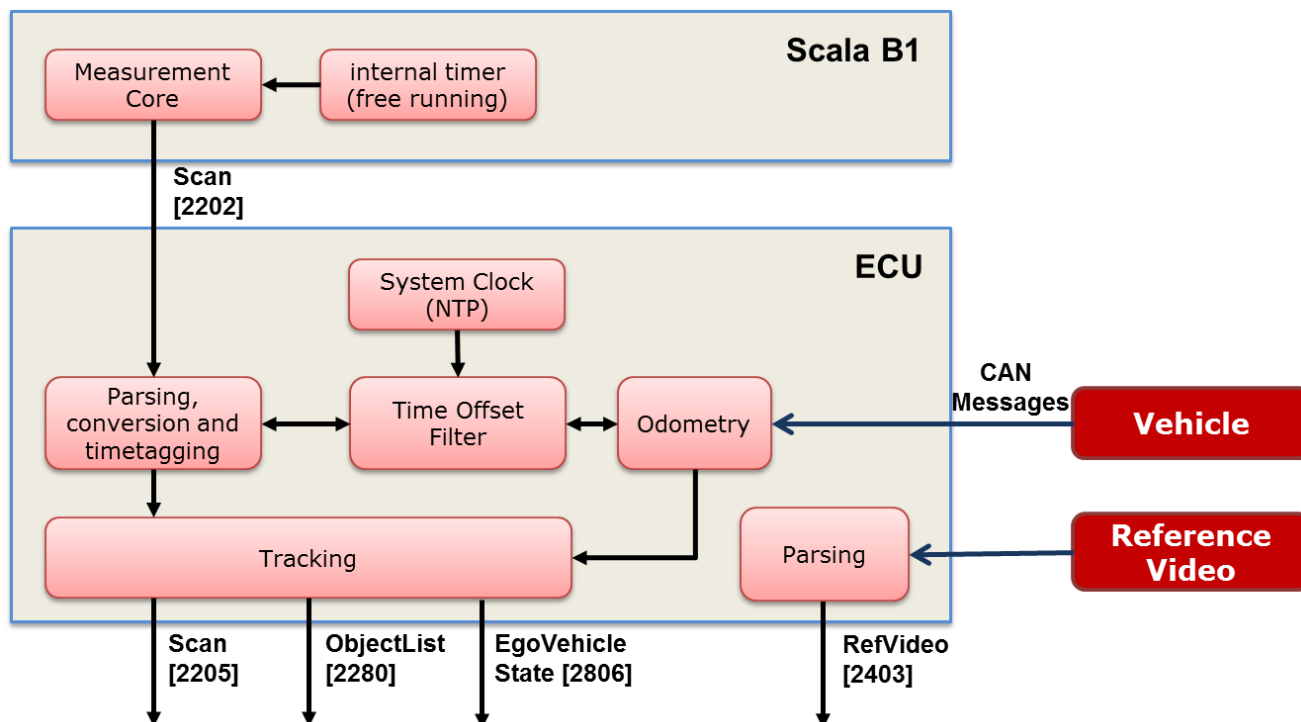 Scala B1
Measurement
Core
internal timer
(free running)
Scan
[2202]
ECU
System Clock
(NTP)
Parsing,
conversion and
timetagging
Time Offset
Filter
Odometry
CAN
Messages
Vehicle
Tracking
Parsing
Reference
Video
Scan
[2205]
ObjectList
[2280]
EgoVehicle
State [2806]
RefVideo
[2403]